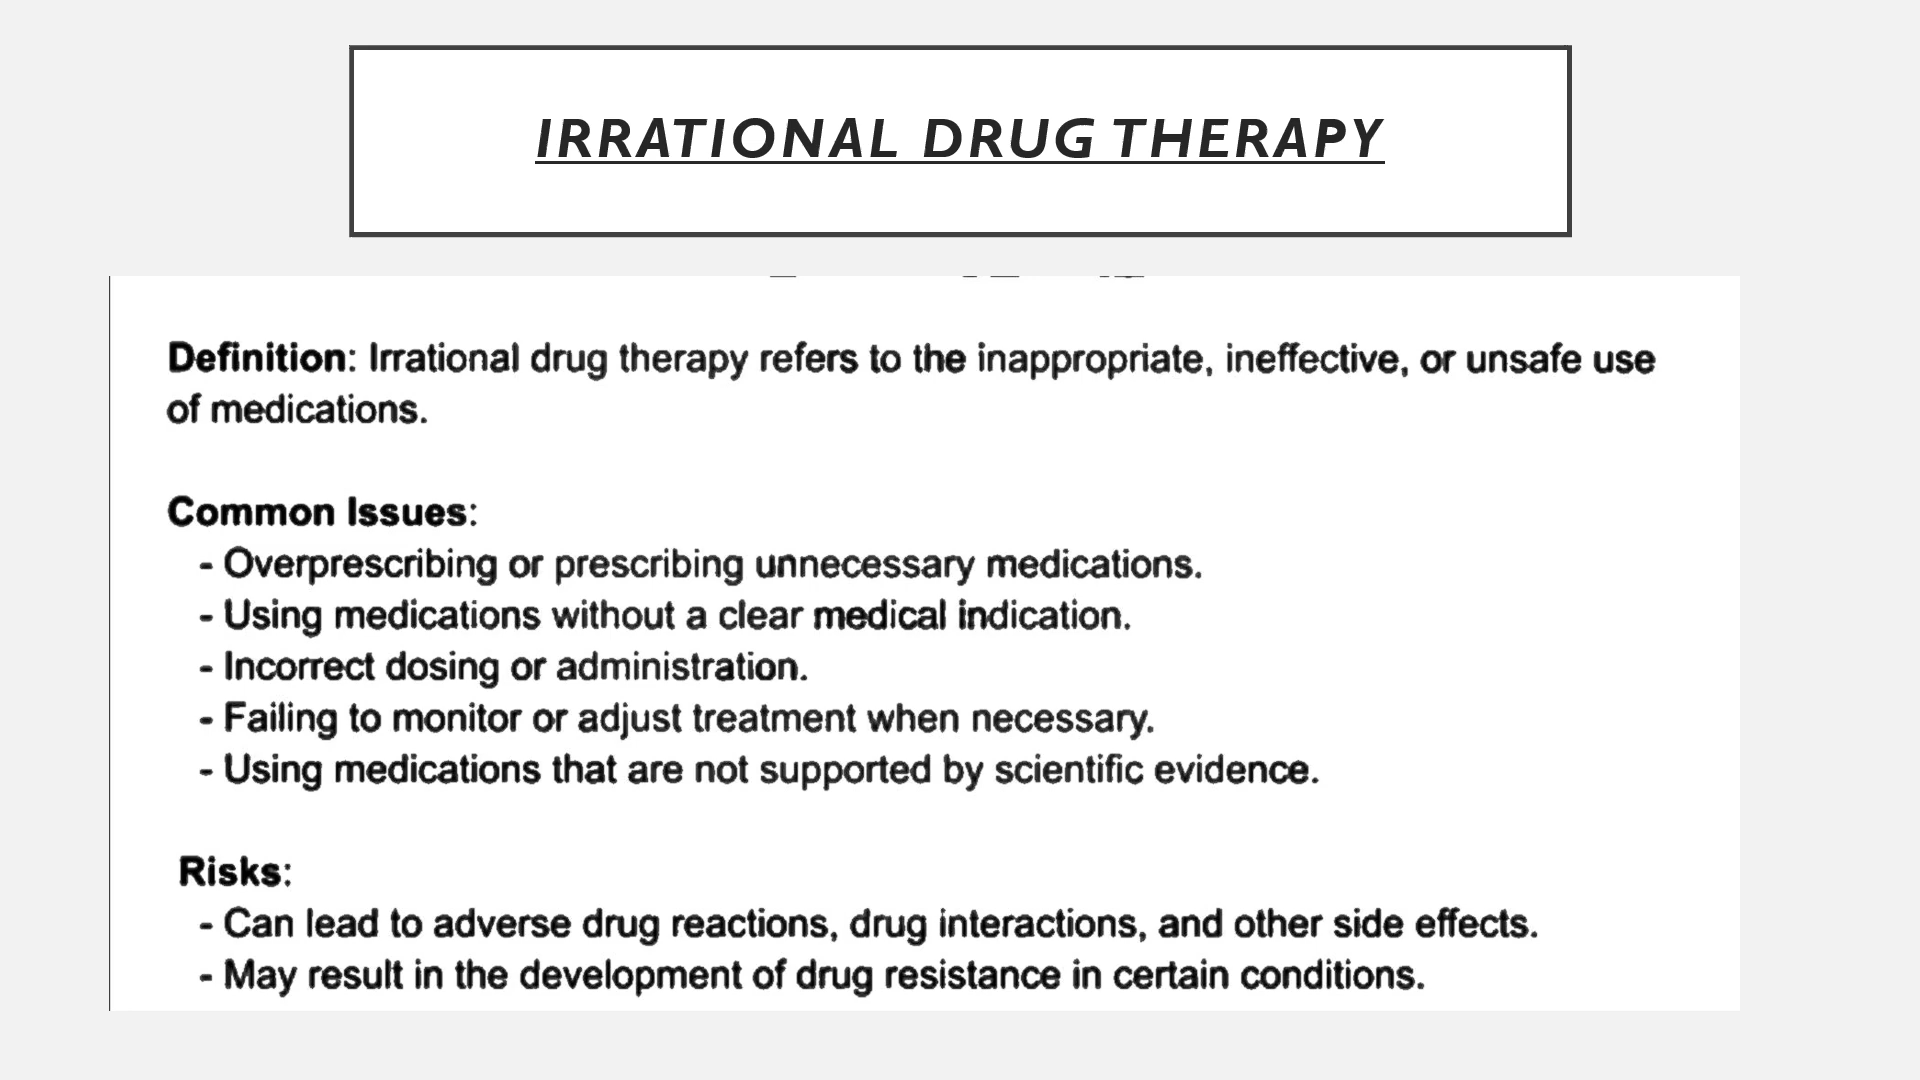 IRRATIONAL DRUG THERAPY
Definition: Irrational drug therapy refers to the inappropriate, ineffective, or unsafe use
of medications.
Common Issues:
- Overprescribing or prescribing unnecessary medications.
- Using medications without a clear medical indication.
- Incorrect dosing or administration.
- Failing to monitor or adjust treatment when necessary.
- Using medications that are not supported by scientific evidence.
Risks:
- Can lead to adverse drug reactions, drug interactions, and other side effects.
- May result in the development of drug resistance in certain conditions.